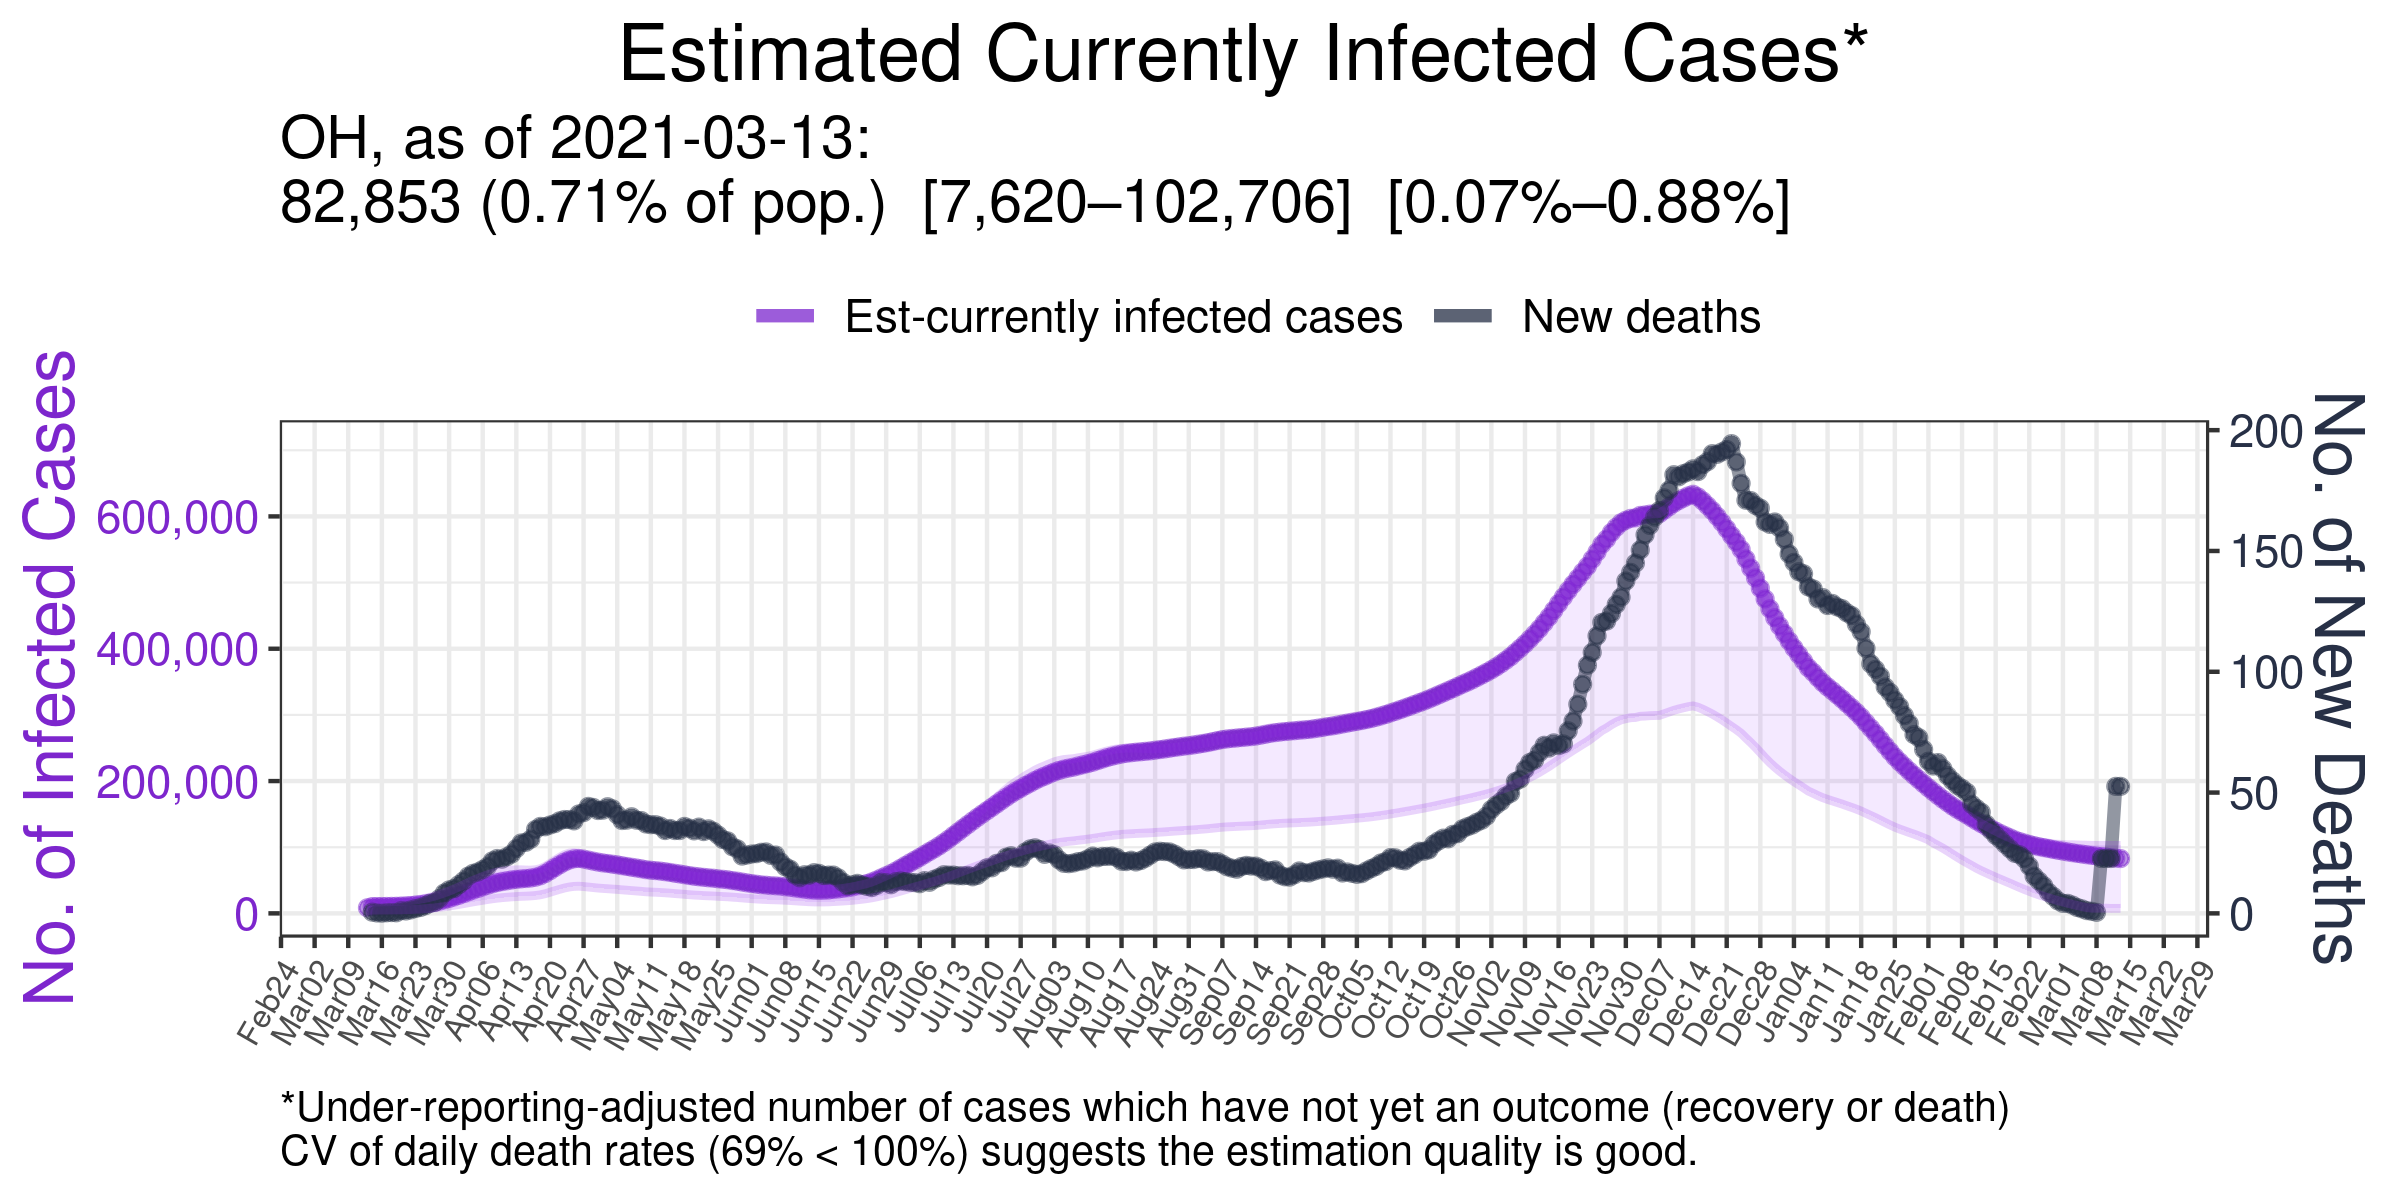 Estimated Currently Infected Cases*
OH, as of 2021-03-13:
82,853 (0.71% of pop.)  [7,620–102,706]  [0.07%–0.88%]
Est-currently infected cases
New deaths
No. of Infected Cases
600,000
400,000
200,000
0
200
150
100
50
0
No. of New Deaths
Feb24
Mar02
Mar09
Mar16
Mar23
Mar30
Apr06
Apr13
Apr20
Apr27
May04
May11
May18
May25
Jun01
Jun08
Jun15
Jun22
Jun29
Jul06
Jul13
Jul20
Jul27
Aug03
Aug10
Aug17
Aug24
Aug31
Sep07
Sep14
Sep21
Sep28
Oct05
Oct12
Oct19
Oct26
Nov02
Nov09
Nov16
Nov23
Nov30
Dec07
Dec14
Dec21
Dec28
Jan04
Jan11
Jan18
Jan25
Feb01
Feb08
Feb15
Feb22
Mar01
Mar08
Mar15
Mar22
Mar29
*Under-reporting-adjusted number of cases which have not yet an outcome (recovery or death)
CV of daily death rates (69% < 100%) suggests the estimation quality is good.